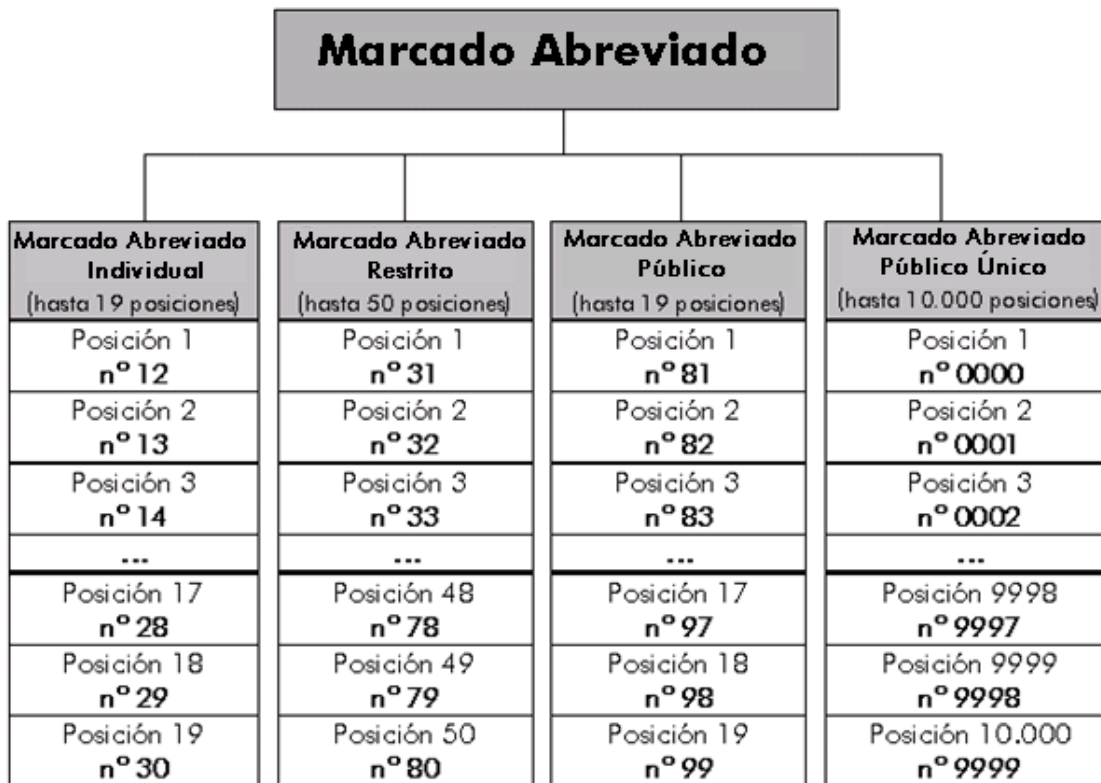 Marcado Abreviado
Marcado Abreviado
Individual
(hasta 19 posiciones)
Posición 1
nº 12
Posición 2
nº 13
Posición 3
nº 14
...
Posición 17
nº 28
Posición 18
nº 29
Posición 19
nº 30
Marcado Abreviado
Restrito
(hasta 50 posiciones)
Posición 1
nº 31
Posición 2
nº 32
Posición 3
nº 33
...
Posición 48
nº 78
Posición 49
nº 79
Posición 50
nº 80
Marcado Abreviado
Público
(hasta 19 posiciones)
Posición 1
nº 81
Posición 2
nº 82
Posición 3
nº 83
...
Posición 17
nº 97
Posición 18
nº 98
Posición 19
nº 99
Marcado Abreviado
Público Único
(hasta 10.000 posiciones)
Posición 1
nº 0000
Posición 2
nº 0001
Posición 3
nº 0002
...
Posición 9998
nº 9997
Posición 9999
nº 9998
Posición 10.000
nº 9999